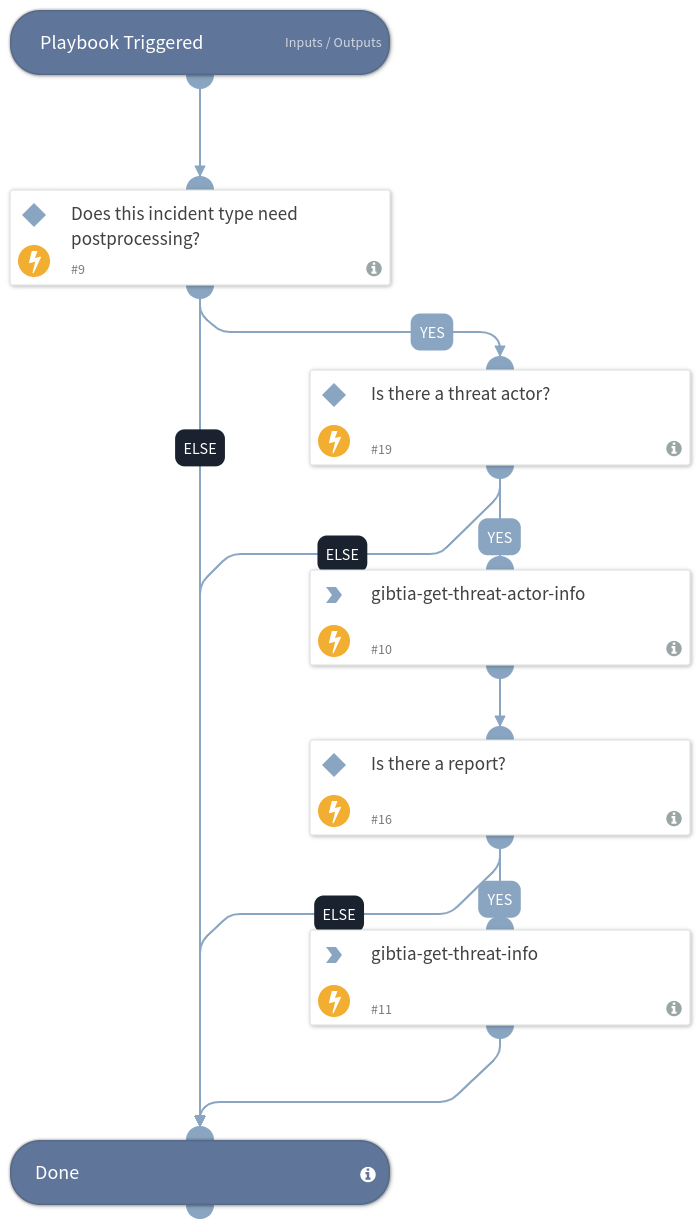 Playbook Triggered
Inputs / Outputs
Does this incident type need
postprocessing?
#9
YES
Is there a threat actor?
#19
ELSE
YES
ELSE
gibtia-get-threat-actor-info
#10
Is there a report?
#16
YES
ELSE
gibtia-get-threat-info
#11
Done